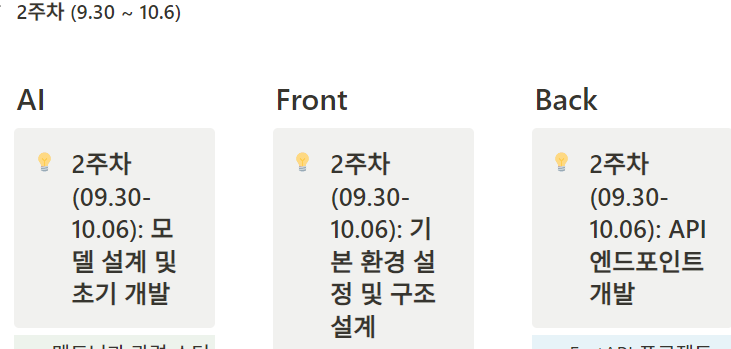 2주차 (9.30 ~ 10.6)
AI
Front
Back
2주차
(09.30-
10.06): 모
델 설계 및
초기 개발
2주차
(09.30-
10.06): 기
본 환경 설
정 및 구조
설계
2주차
(09.30-
10.06): API
엔드포인트
개발